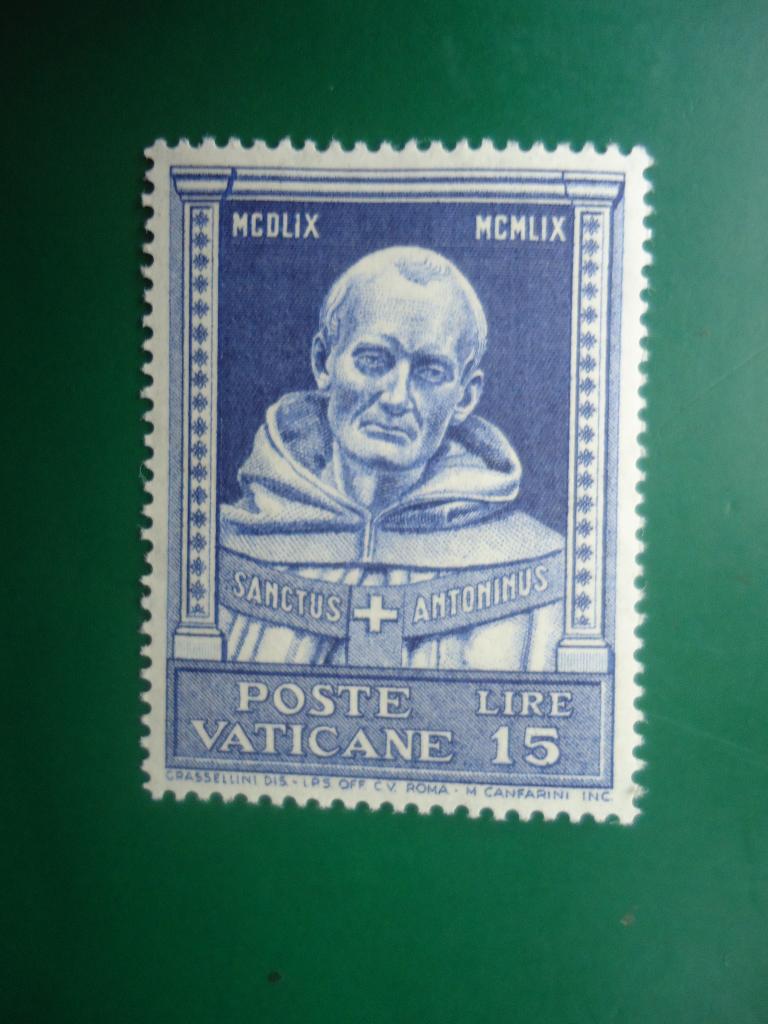 MCDLIX MCMLIX
SANCTUS + ANTONINUS
POSTE LIRE
VATICANE 15
GRASSELLINI DIS. - I.P.S. OFF. C.V. ROMA - M. CANFARINI INC.